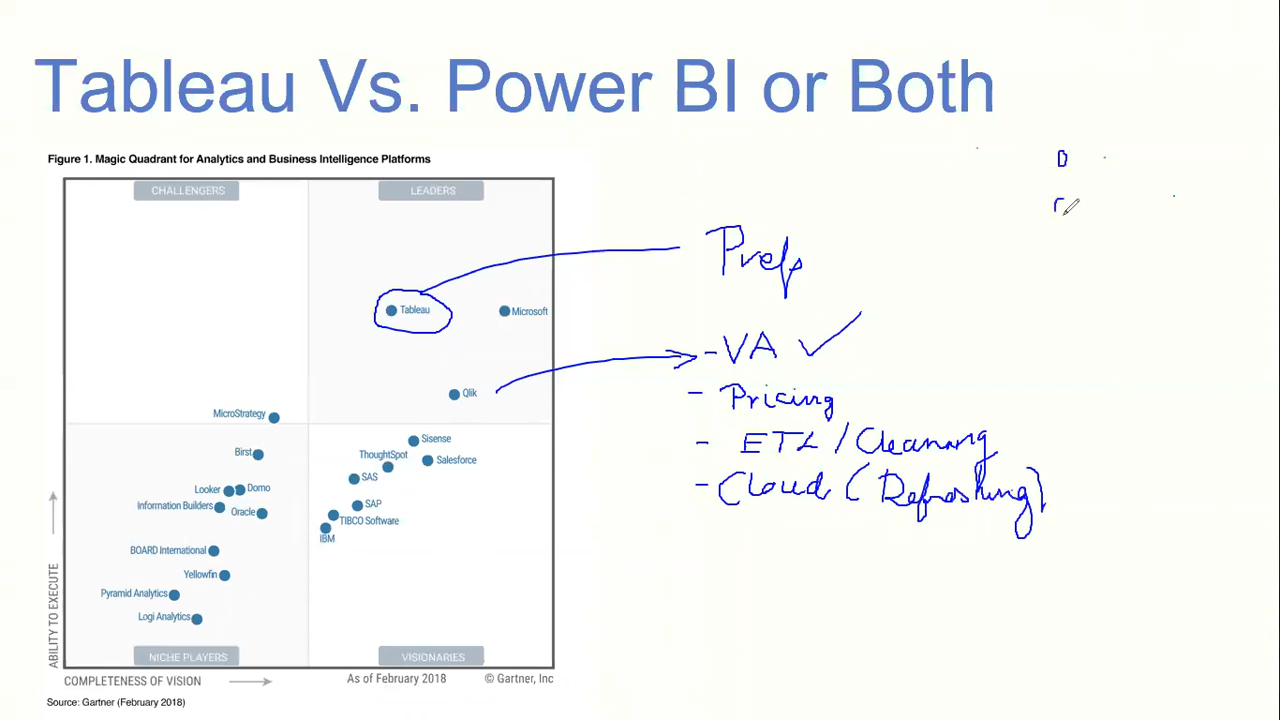 Tableau Vs. Power BI or Both
Figure 1. Magic Quadrant for Analytics and Business Intelligence Platforms
CHALLENGERS
LEADERS
Tableau
Microsoft
Qlik
MicroStrategy
Birst
Looker
Domo
Information Builders
Oracle
BOARD International
Yellowfin
Pyramid Analytics
Logi Analytics
Sisense
ThoughtSpot
Salesforce
SAS
SAP
TIBCO Software
IBM
NICHE PLAYERS
VISIONARIES
ABILITY TO EXECUTE
COMPLETENESS OF VISION
As of February 2018
© Gartner, Inc
Source: Gartner (February 2018)
D
Prep
- VA ✓
- Pricing
- ETL / Cleaning
- Cloud (Refreshing)